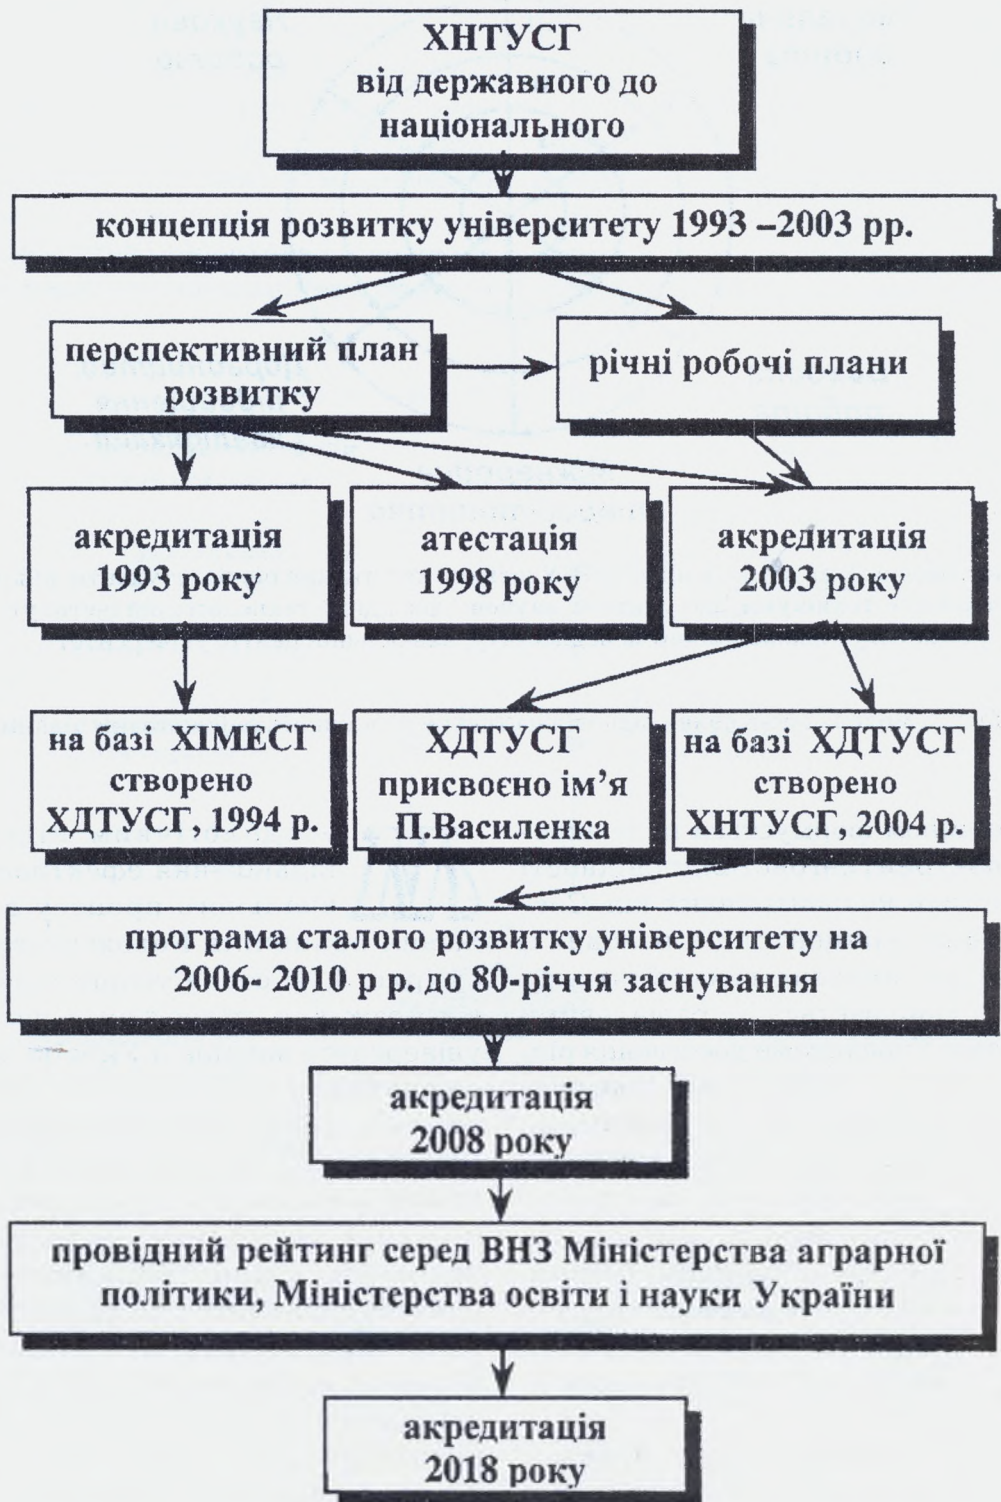 ХНТУСГ
від державного до
національного
концепція розвитку університету 1993 –2003 рр.
перспективний план
розвитку
річні робочі плани
акредитація
1993 року
атестація
1998 року
акредитація
2003 року
на базі ХІМЕСГ
створено
ХДТУСГ, 1994 р.
ХДТУСГ
присвоєно ім’я
П.Василенка
на базі ХДТУСГ
створено
ХНТУСГ, 2004 р.
програма сталого розвитку університету на
2006- 2010 р р. до 80-річчя заснування
акредитація
2008 року
провідний рейтинг серед ВНЗ Міністерства аграрної
політики, Міністерства освіти і науки України
акредитація
2018 року